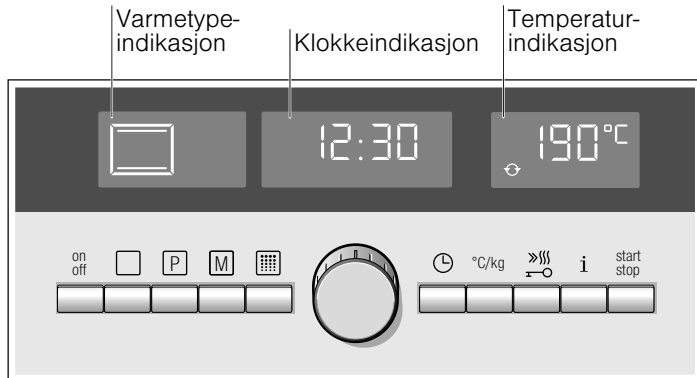 Varmetype-
indikasjon
Klokkeindikasjon
Temperatur-
indikasjon
12:30
190°C
on
off
P
M
°C/kg
i
start
stop